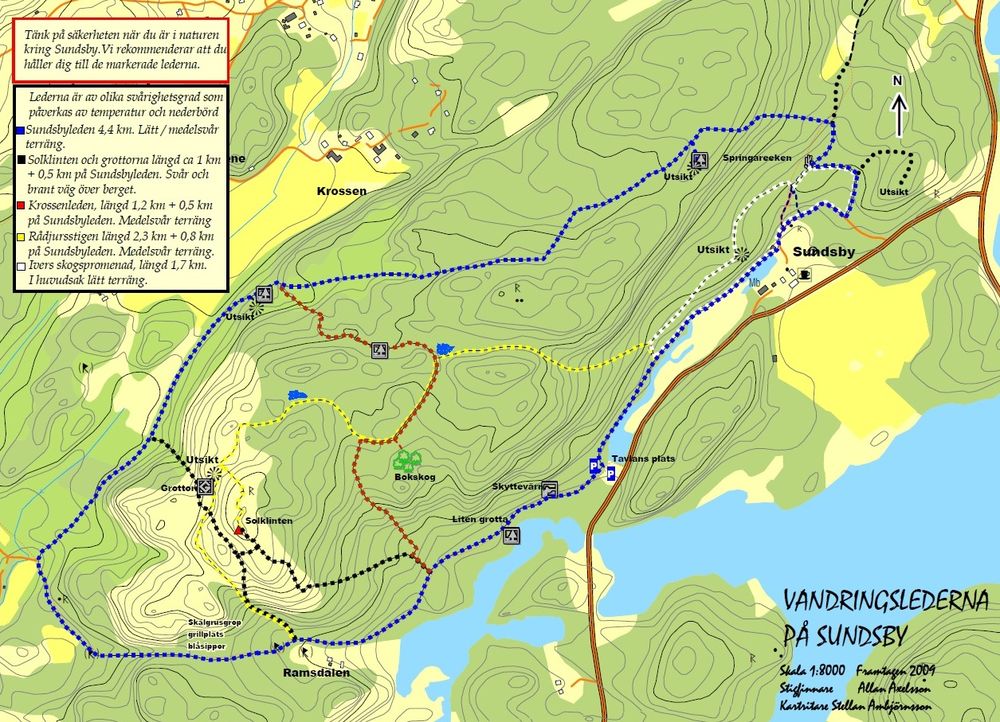 Tänk på säkerheten när du är i naturen
kring Sundsby.Vi rekommenderar att du
håller dig till de markerade lederna.
Lederna är av olika svårighetsgrad som
påverkas av temperatur och nederbörd
Sundsbyleden 4,4 km. Lätt / medelsvår
terräng.
Solklinten och grottorna längd ca 1 km
+ 0,5 km på Sundsbyleden. Svår och
brant väg över berget.
Krossenleden, längd 1,2 km + 0,5 km
på Sundsbyleden. Medelsvår terräng
Rådjursstigen längd 2,3 km + 0,8 km
på Sundsbyleden. Medelsvår terräng.
Ivers skogspromenad, längd 1,7 km.
I huvudsak lätt terräng.
N
ene
Krossen
Springareeken
Utsikt
Utsikt
R
Utsikt
Sundsby
Mb
R
Utsikt
(R)
Utsikt
Grottor
R
Solklinten
Bokskog
Tavlans plats
P
P
Skyttevärn
Liten grotta
R
Skalgrusgrop
grillplats
blåsippor
(R
R
Ramsdalen
R
VANDRINGSLEDERNA
PÅ SUNDSBY
Skala 1:8000 Framtagen 2009
Stigfinnare Allan Axelsson
Kartritare Stellan Ambjörnsson